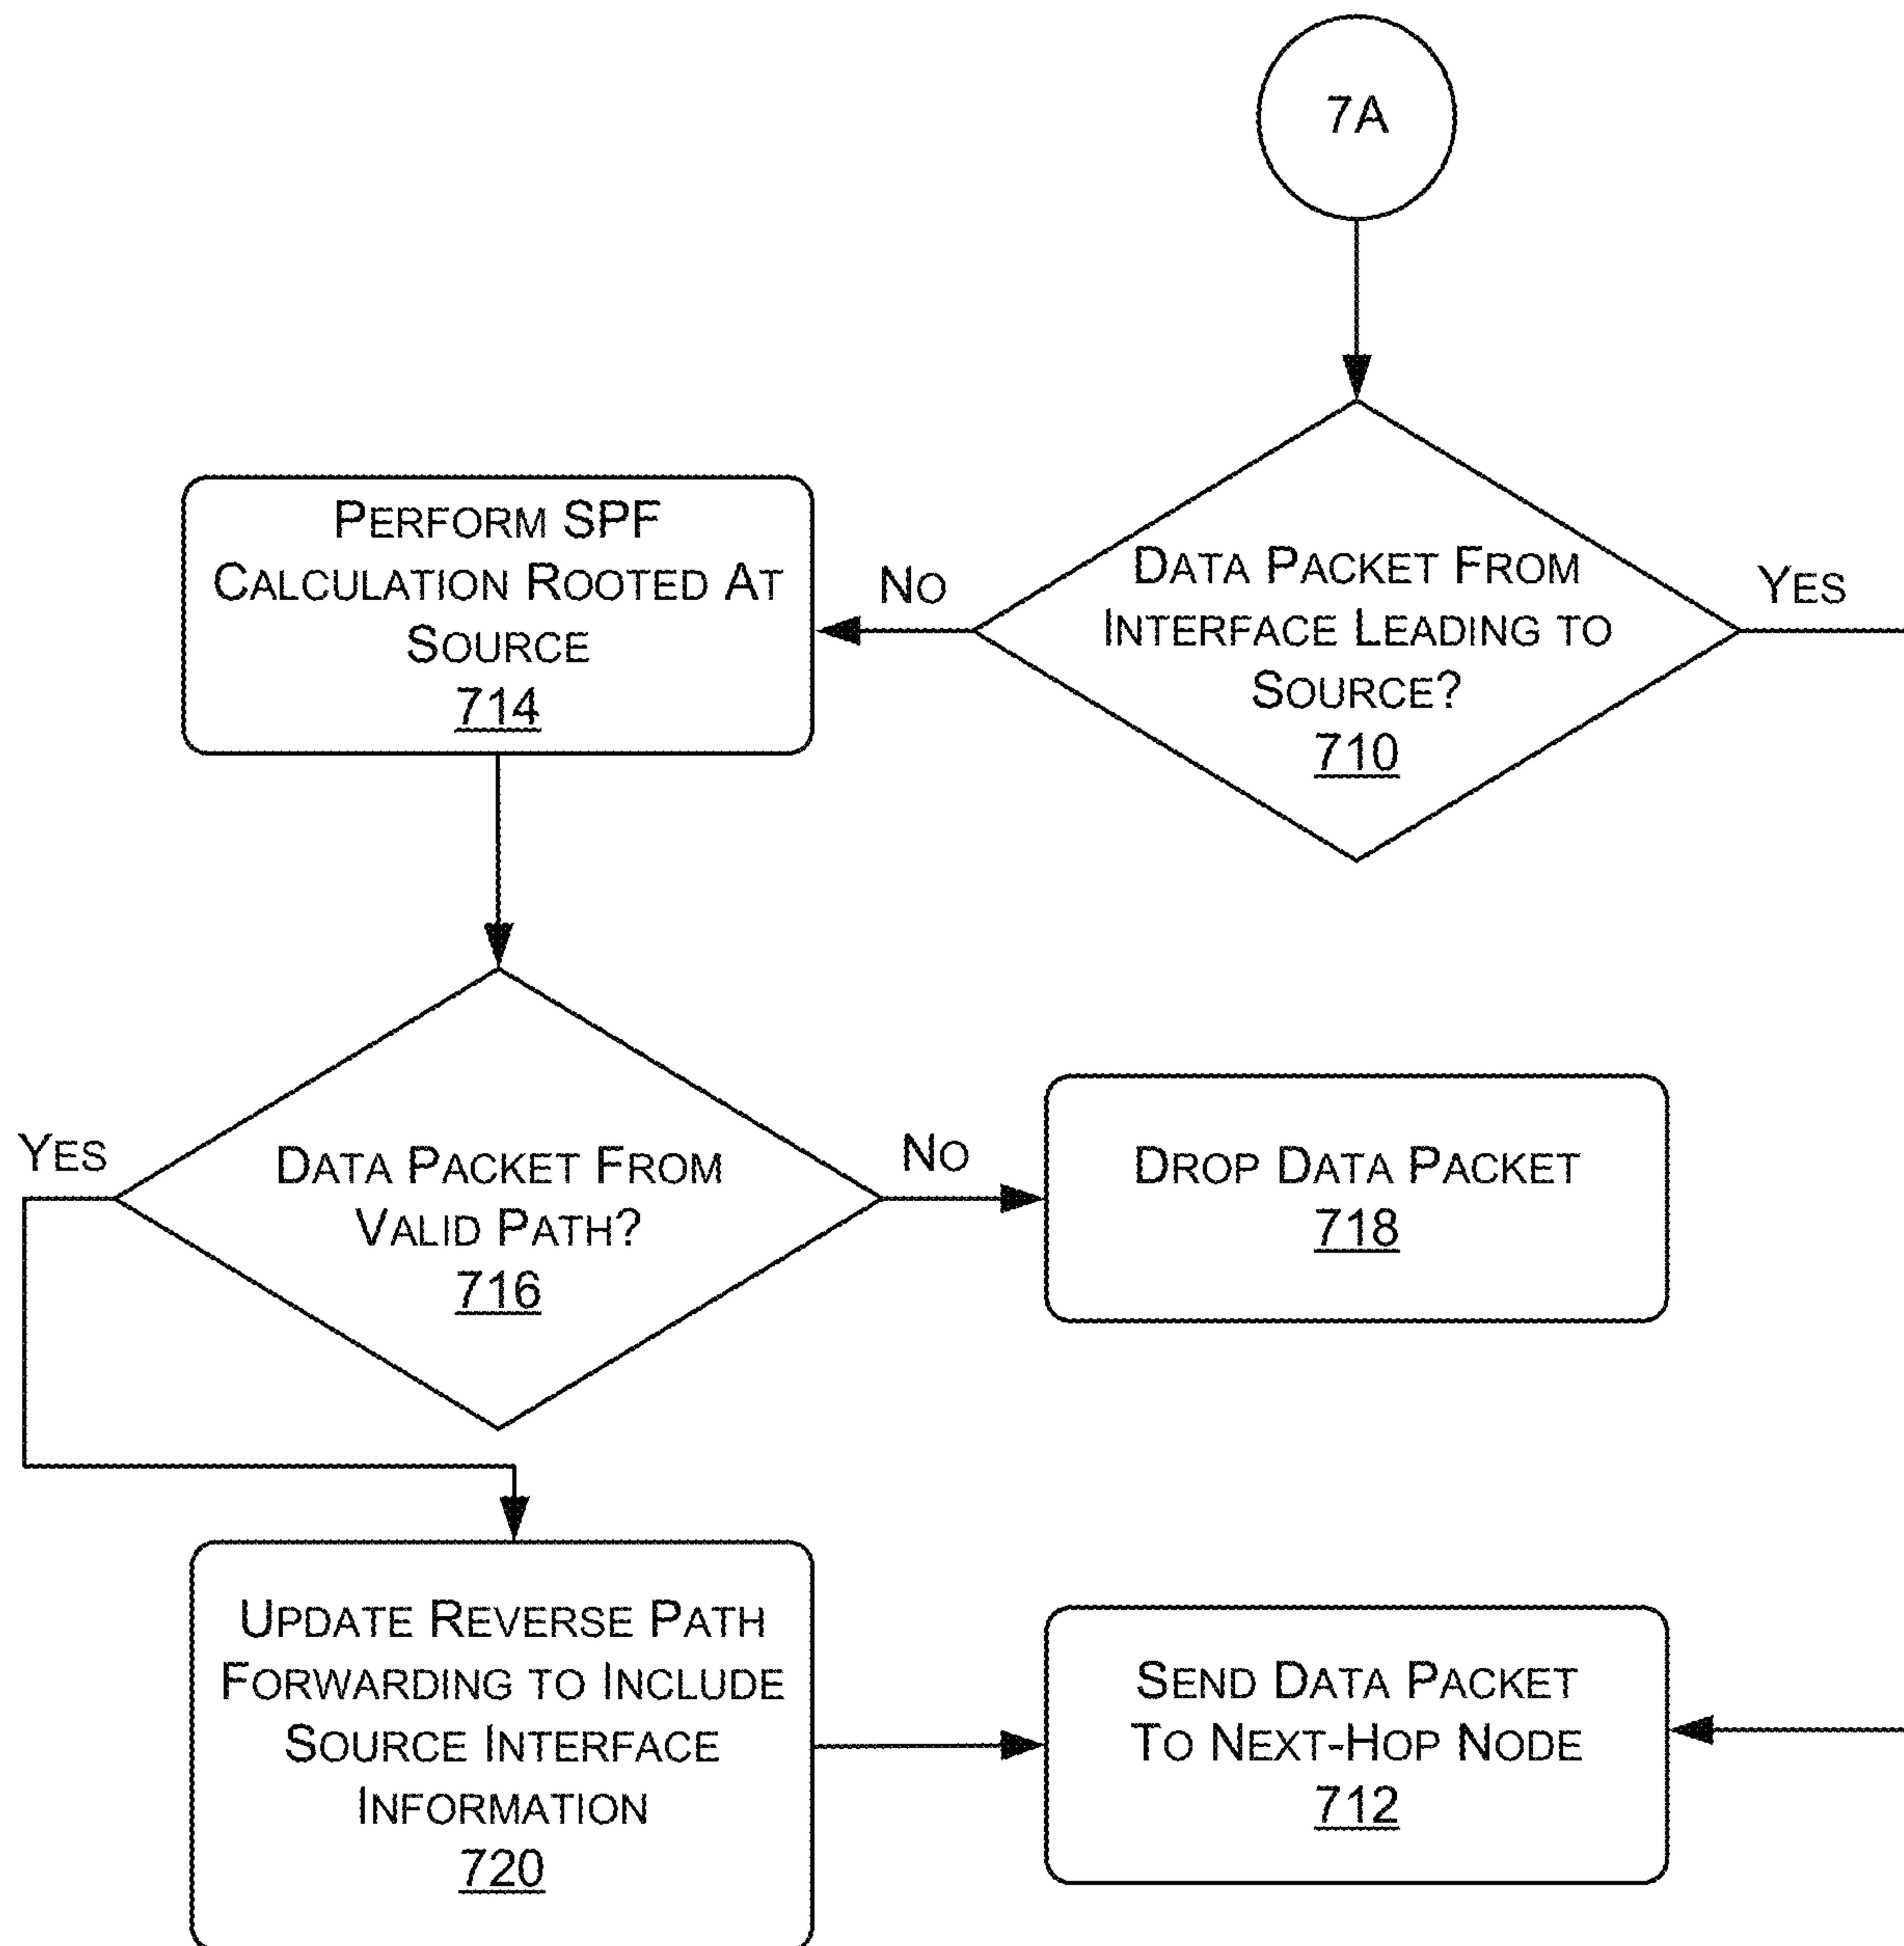 7A
DATA PACKET FROM
INTERFACE LEADING TO
SOURCE?
710
NO
YES
PERFORM SPF
CALCULATION ROOTED AT
SOURCE
714
DATA PACKET FROM
VALID PATH?
716
YES
NO
DROP DATA PACKET
718
UPDATE REVERSE PATH
FORWARDING TO INCLUDE
SOURCE INTERFACE
INFORMATION
720
SEND DATA PACKET
TO NEXT-HOP NODE
712